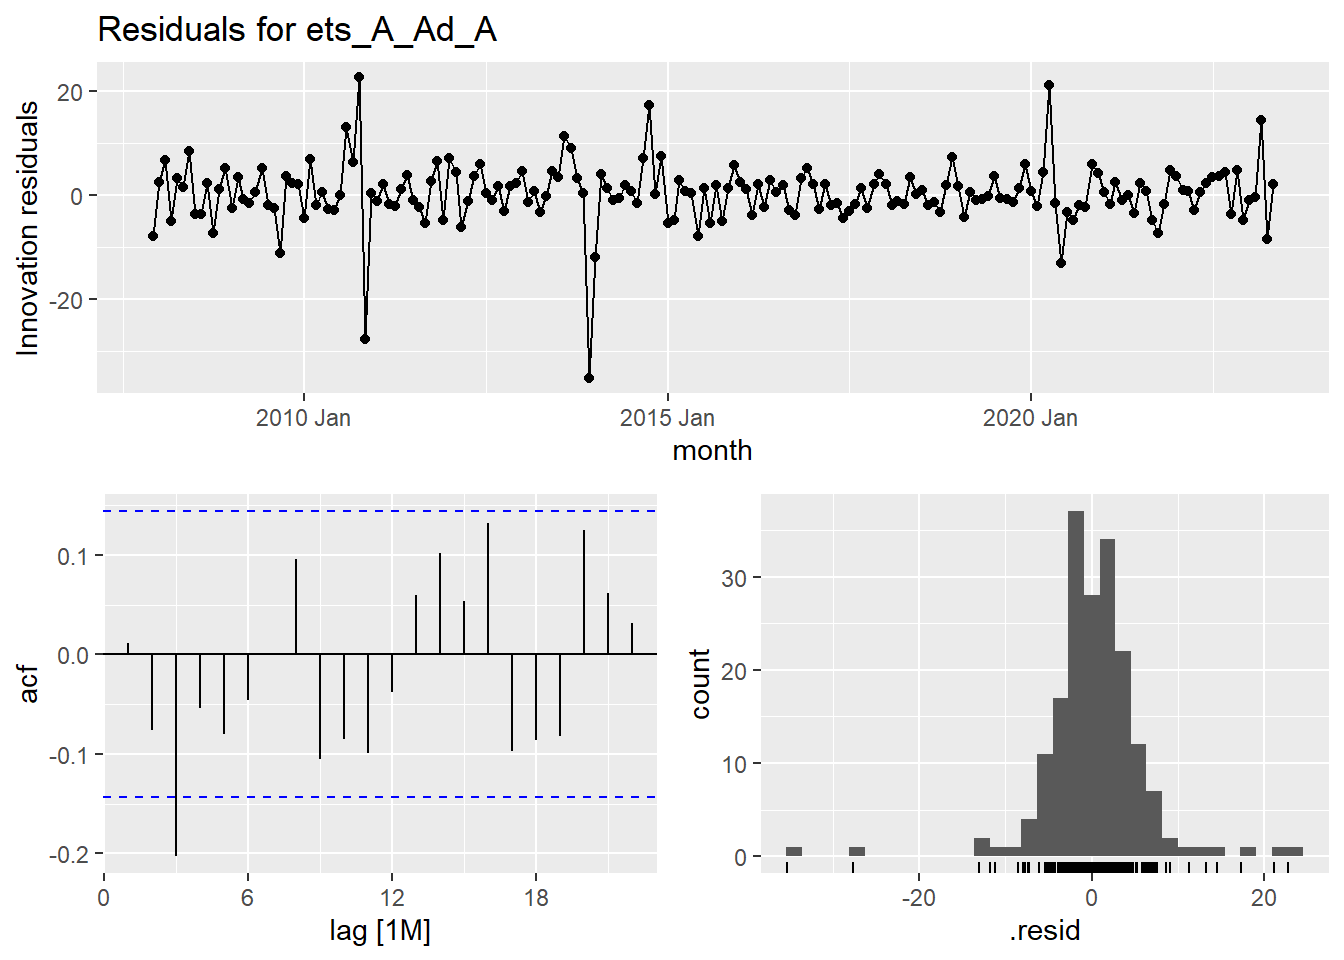 Residuals for ets_A_Ad_A
Innovation residuals
20
0
-20
2010 Jan
2015 Jan
2020 Jan
month
acf
0.1
0.0
-0.1
-0.2
0
6
12
18
lag [1M]
count
30
20
10
0
-20
0
20
.resid